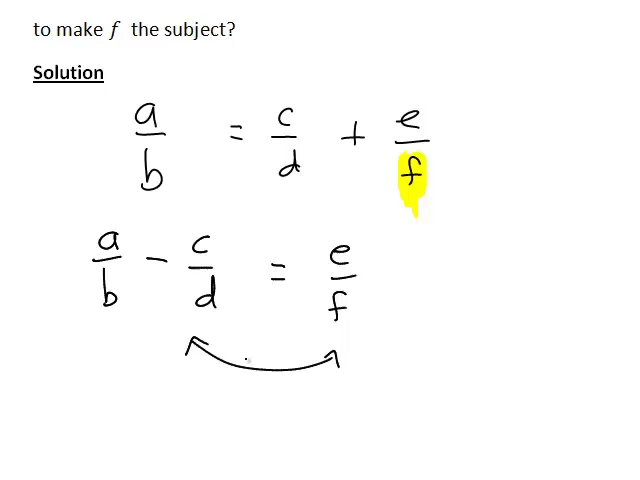 to make f the subject?
Solution
a/b = c/d + e/f
a/b - c/d = e/f